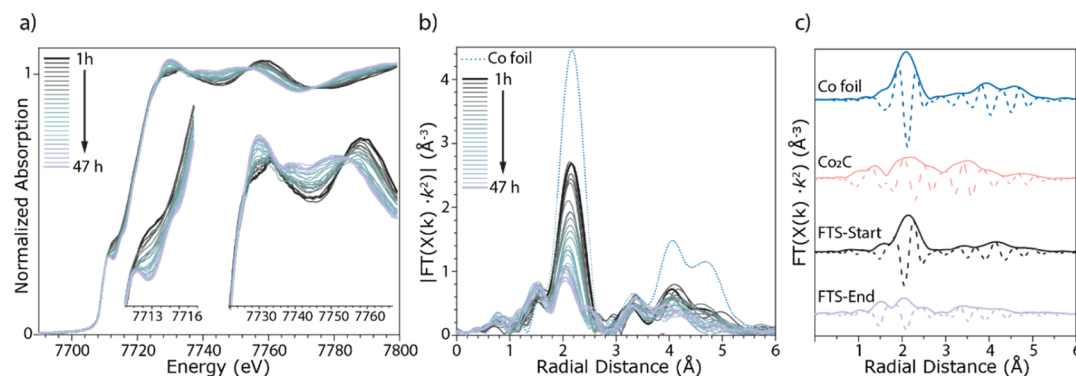 a)
1h
47 h
Normalized Absorption
1
0
7713 7716
7730 7740 7750 7760
7700 7720 7740 7760 7780 7800
Energy (eV)
b)
Co foil
1h
47 h
|FT(X(k) ·k²)| (Å⁻³)
4
3
2
1
0
0 1 2 3 4 5 6
Radial Distance (Å)
c)
Co foil
Co₂C
FTS-Start
FTS-End
FT(X(k) ·k²) (Å⁻³)
1 2 3 4 5 6
Radial Distance (Å)